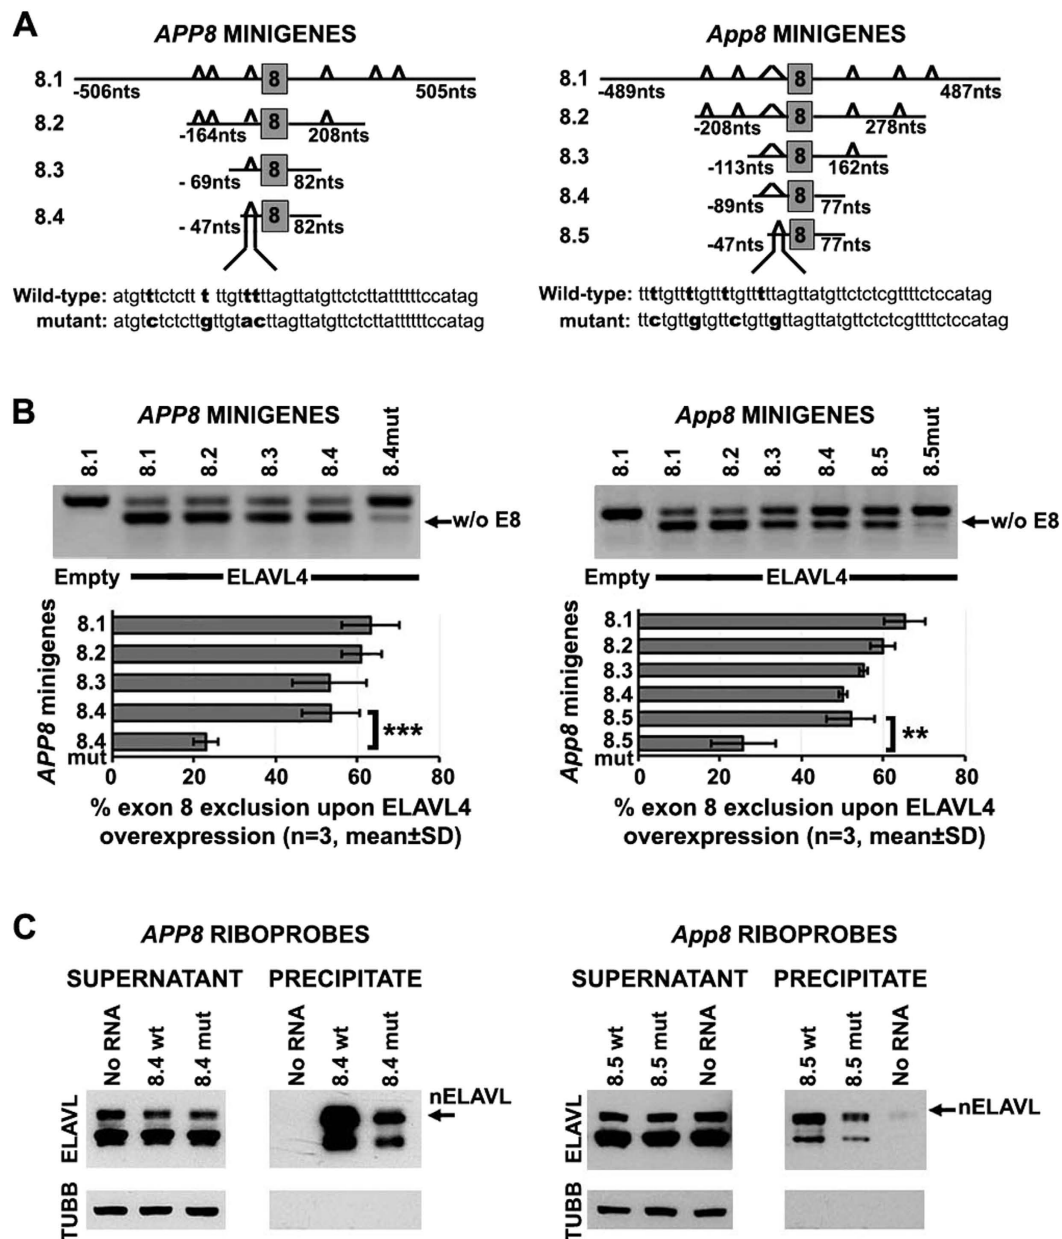 A
APP8 MINIGENES
8.1
8
-506nts
505nts
8.2
8
-164nts
208nts
8.3
8
- 69nts
82nts
8.4
8
- 47nts
82nts
Wild-type: atgtttctctt t ttgttttagttatgttctcttattttttccatag
mutant: atgtctctcttgttgtacttagttatgttctcttattttttccatag
App8 MINIGENES
8.1
8
-489nts
487nts
8.2
8
-208nts
278nts
8.3
8
-113nts
162nts
8.4
8
-89nts
77nts
8.5
8
-47nts
77nts
Wild-type: ttttgttttgttttgttttttagttatgttctctcgttttctccatag
mutant: ttctgttgtgttctgttgttagttatgttctctcgttttctccatag
B
APP8 MINIGENES
8.1
8.1
8.2
8.3
8.4
8.4mut
w/o E8
Empty
ELAVL4
APP8 minigenes
8.1
8.2
8.3
8.4
8.4
mut
***
0 20 40 60 80
% exon 8 exclusion upon ELAVL4
overexpression (n=3, mean±SD)
App8 MINIGENES
8.1
8.1
8.2
8.3
8.4
8.5
8.5mut
w/o E8
Empty
ELAVL4
App8 minigenes
8.1
8.2
8.3
8.4
8.5
8.5
mut
**
0 20 40 60 80
% exon 8 exclusion upon ELAVL4
overexpression (n=3, mean±SD)
C
APP8 RIBOPROBES
SUPERNATANT
PRECIPITATE
No RNA
8.4 wt
8.4 mut
No RNA
8.4 wt
8.4 mut
nELAVL
ELAVL
TUBB
App8 RIBOPROBES
SUPERNATANT
PRECIPITATE
8.5 wt
8.5 mut
No RNA
8.5 wt
8.5 mut
No RNA
nELAVL
ELAVL
TUBB